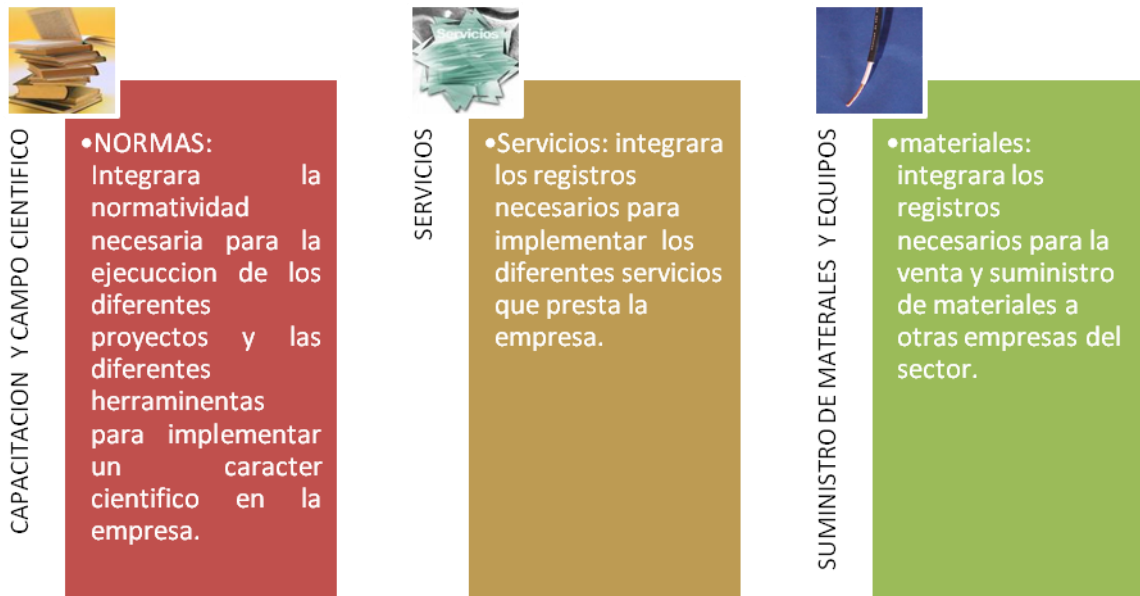 CAPACITACION Y CAMPO CIENTIFICO
•NORMAS:
Integrara la
normatividad
necesaria para la
ejecuccion de los
diferentes
proyectos y las
diferentes
herraminentas
para implementar
un caracter
cientifico en la
empresa.
Servicios
SERVICIOS
•Servicios: integrara
los registros
necesarios para
implementar los
diferentes servicios
que presta la
empresa.
SUMINISTRO DE MATERALES Y EQUIPOS
•materiales:
integrara los
registros
necesarios para la
venta y suministro
de materiales a
otras empresas del
sector.